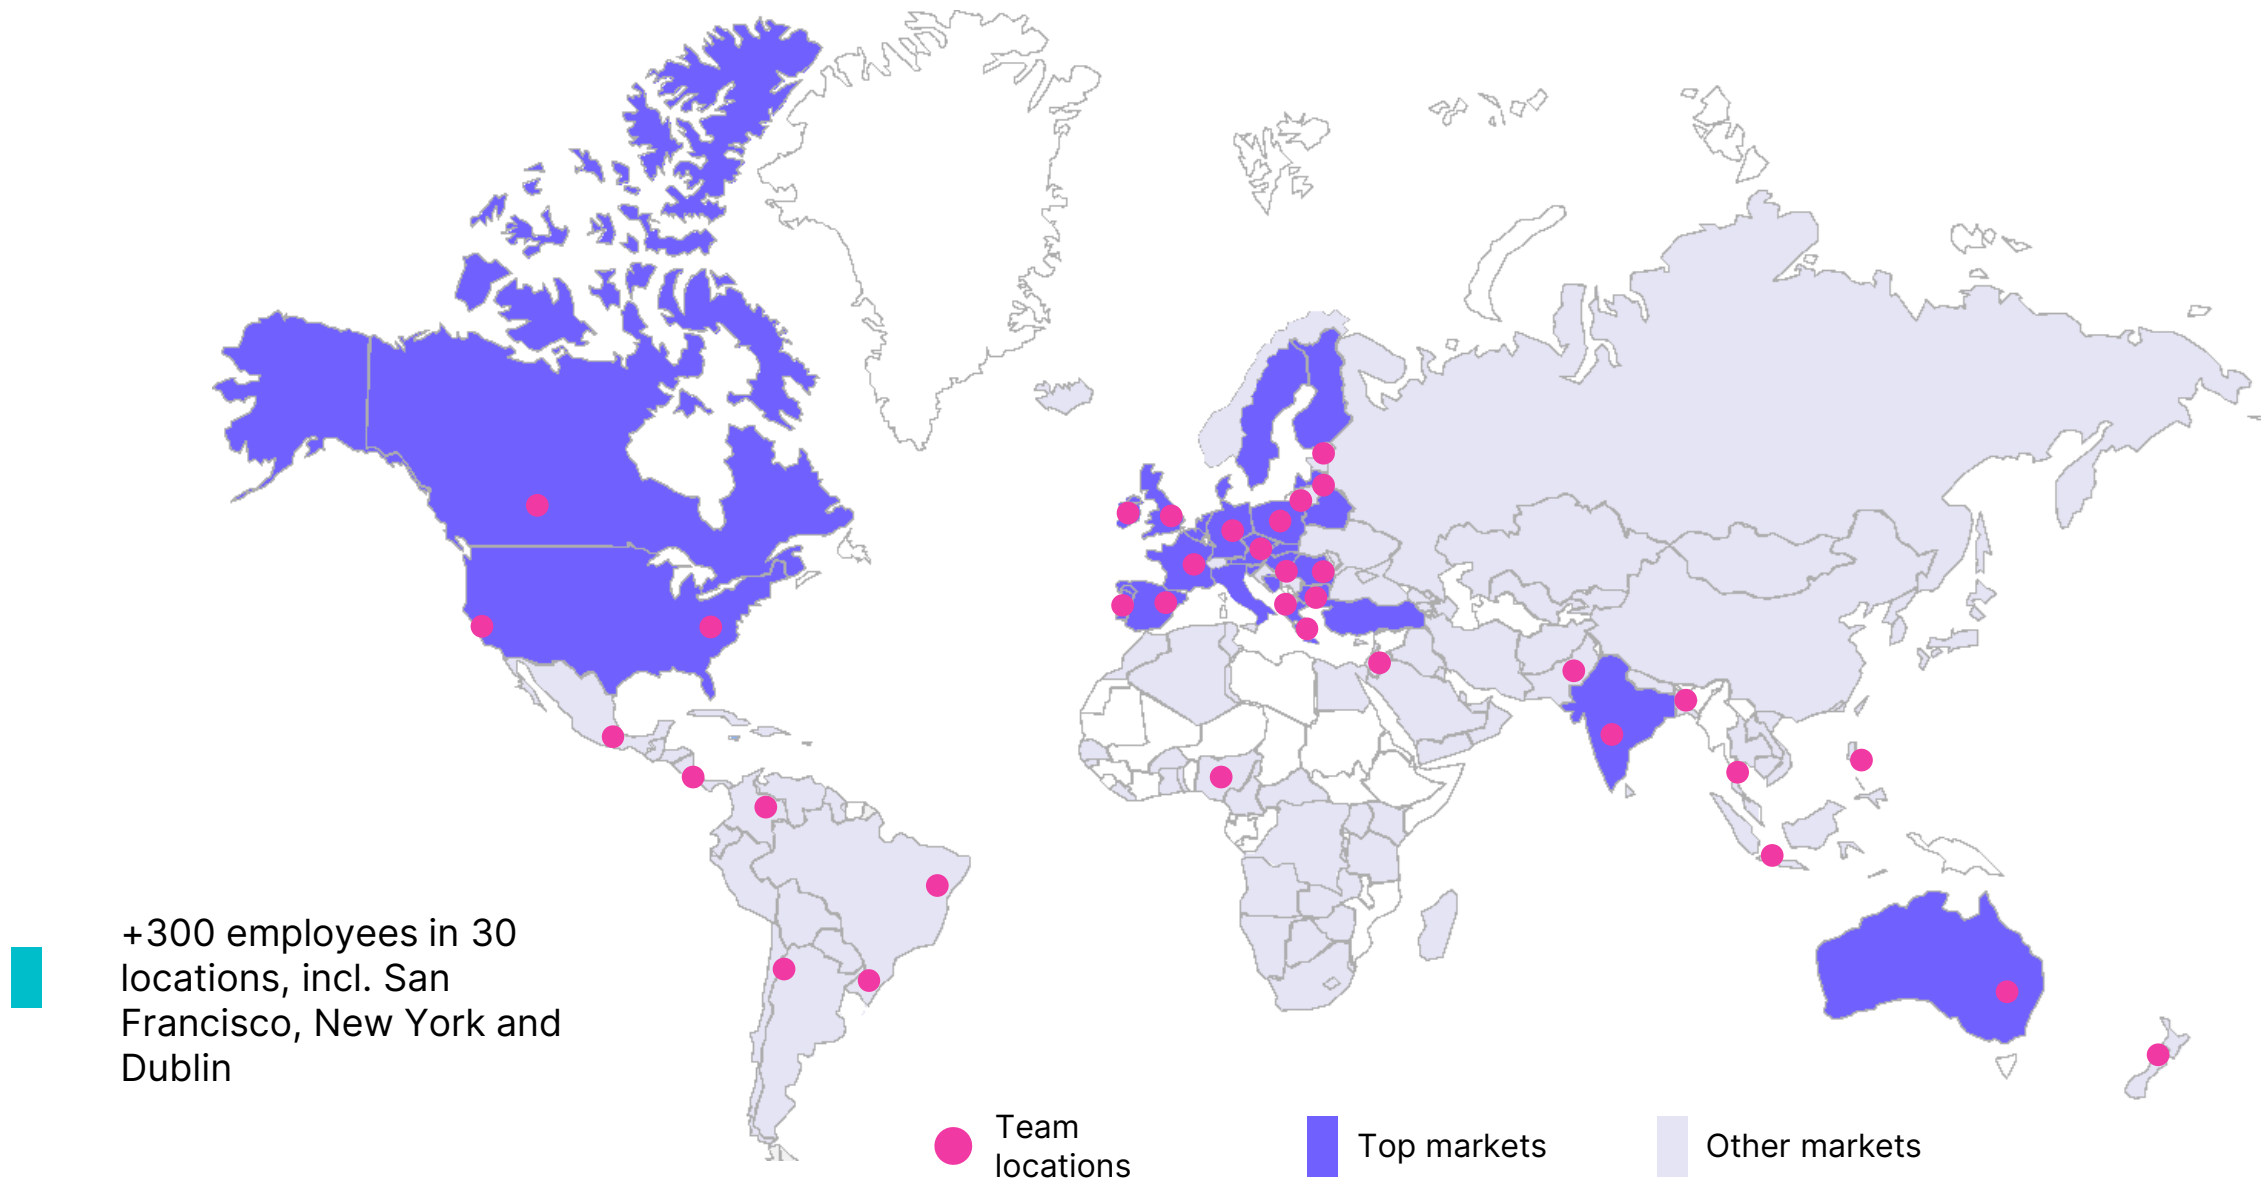 +300 employees in 30
locations, incl. San
Francisco, New York and
Dublin
Team
locations
Top markets
Other markets